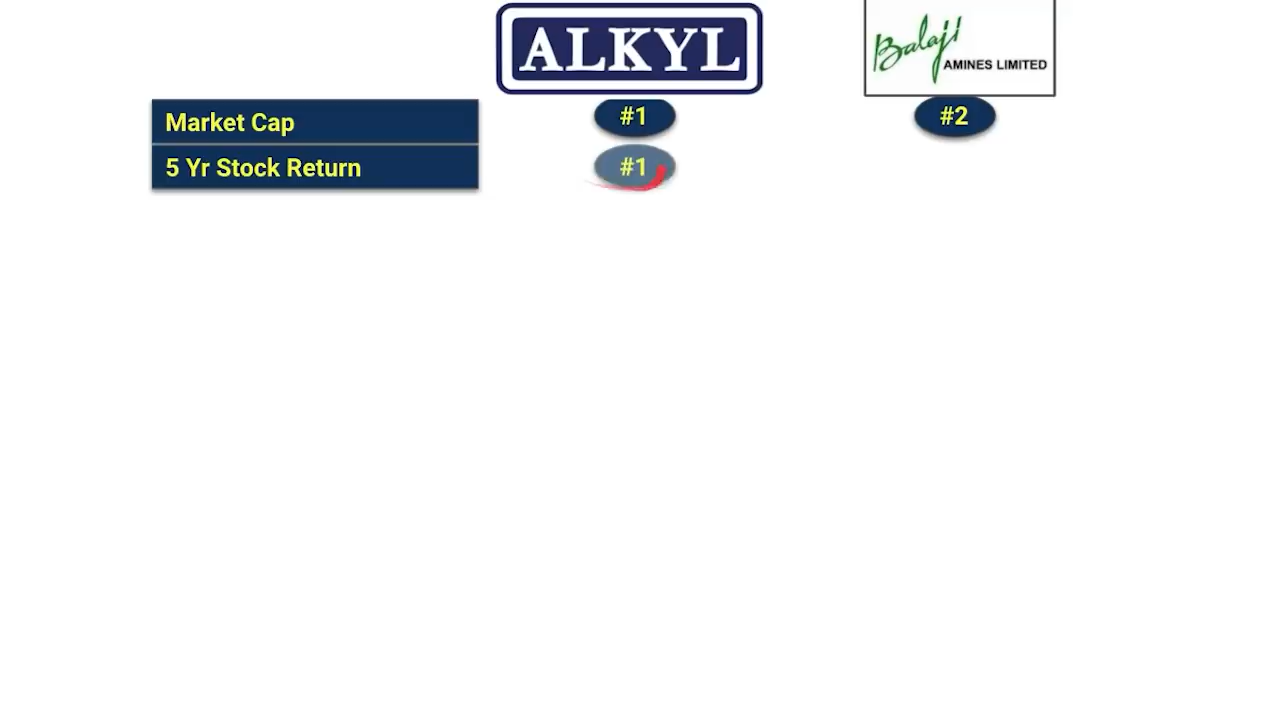 ALKYL
Balaji
AMINES LIMITED
Market Cap #1 #2
5 Yr Stock Return #1